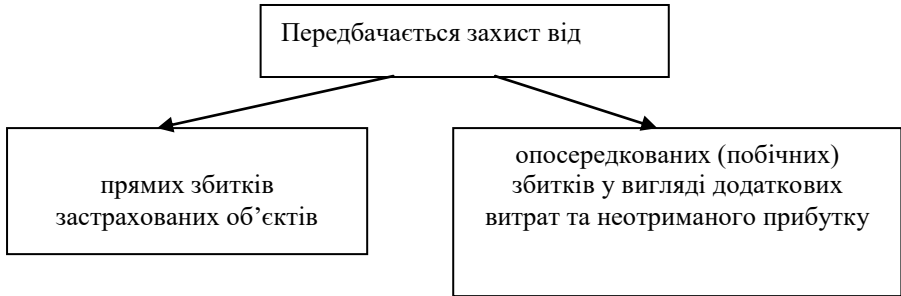 Передбачається захист від
прямих збитків
застрахованих об’єктів
опосередкованих (побічних)
збитків у вигляді додаткових
витрат та неотриманого прибутку